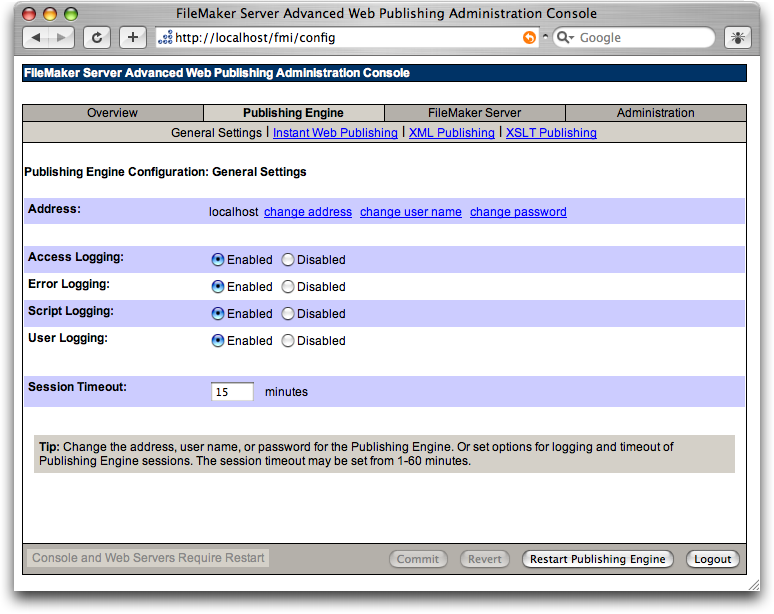 FileMaker Server Advanced Web Publishing Administration Console
http://localhost/fmi/config
Google
FileMaker Server Advanced Web Publishing Administration Console
Overview Publishing Engine FileMaker Server Administration
General Settings | Instant Web Publishing | XML Publishing | XSLT Publishing
Publishing Engine Configuration: General Settings
Address: localhost change address change user name change password
Access Logging: Enabled Disabled
Error Logging: Enabled Disabled
Script Logging: Enabled Disabled
User Logging: Enabled Disabled
Session Timeout: 15 minutes
Tip: Change the address, user name, or password for the Publishing Engine. Or set options for logging and timeout of
Publishing Engine sessions. The session timeout may be set from 1-60 minutes.
Console and Web Servers Require Restart Commit Revert Restart Publishing Engine Logout